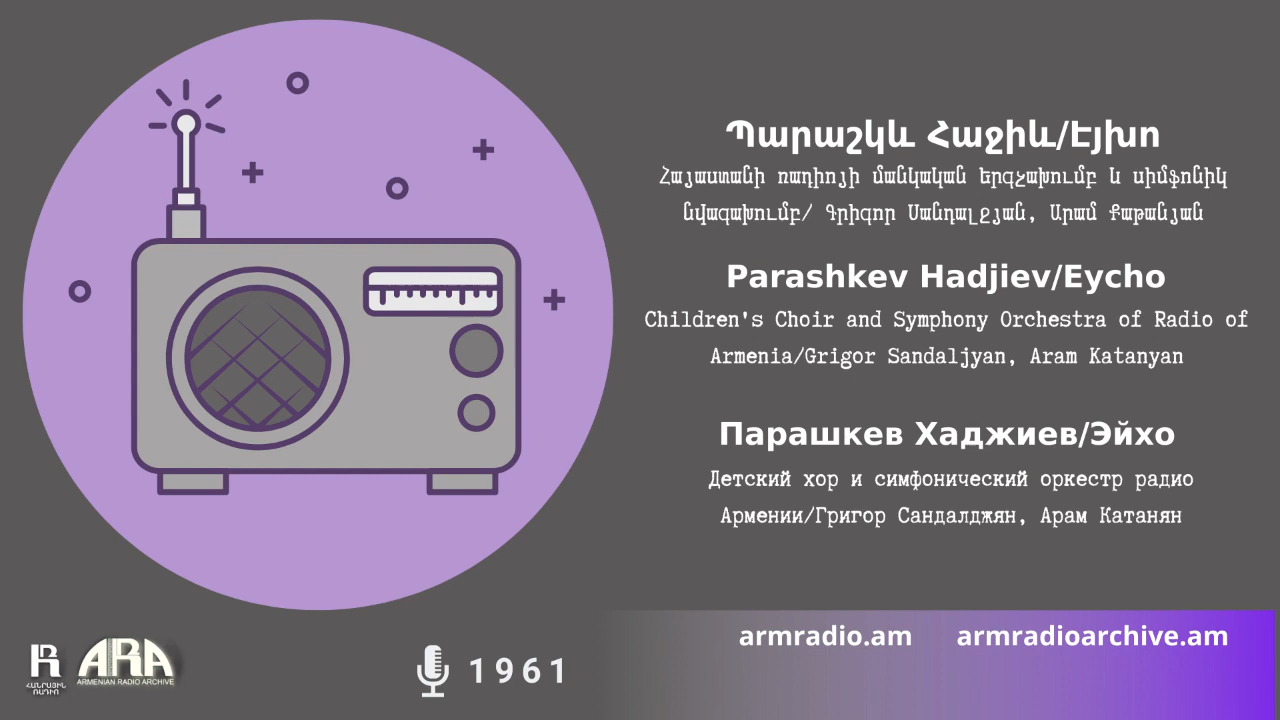 Պարաշկև Հաջիև/Էյխո
Հայաստանի ռադիոյի մանկական երգչախումբ և սիմֆոնիկ
նվագախումբ/ Գրիգոր Սանդալջյան, Արամ Քաթանյան
Parashkev Hadjiev/Eycho
Children's Choir and Symphony Orchestra of Radio of
Armenia/Grigor Sandaljyan, Aram Katanyan
Парашкев Хаджиев/Эйхо
Детский хор и симфонический оркестр радио
Армении/Григор Сандалджян, Арам Катанян
ՀԱՆՐԱՅԻՆ
ՌԱԴԻՈ
ARA
ARMENIAN RADIO ARCHIVE
1961
armradio.am armradioarchive.am